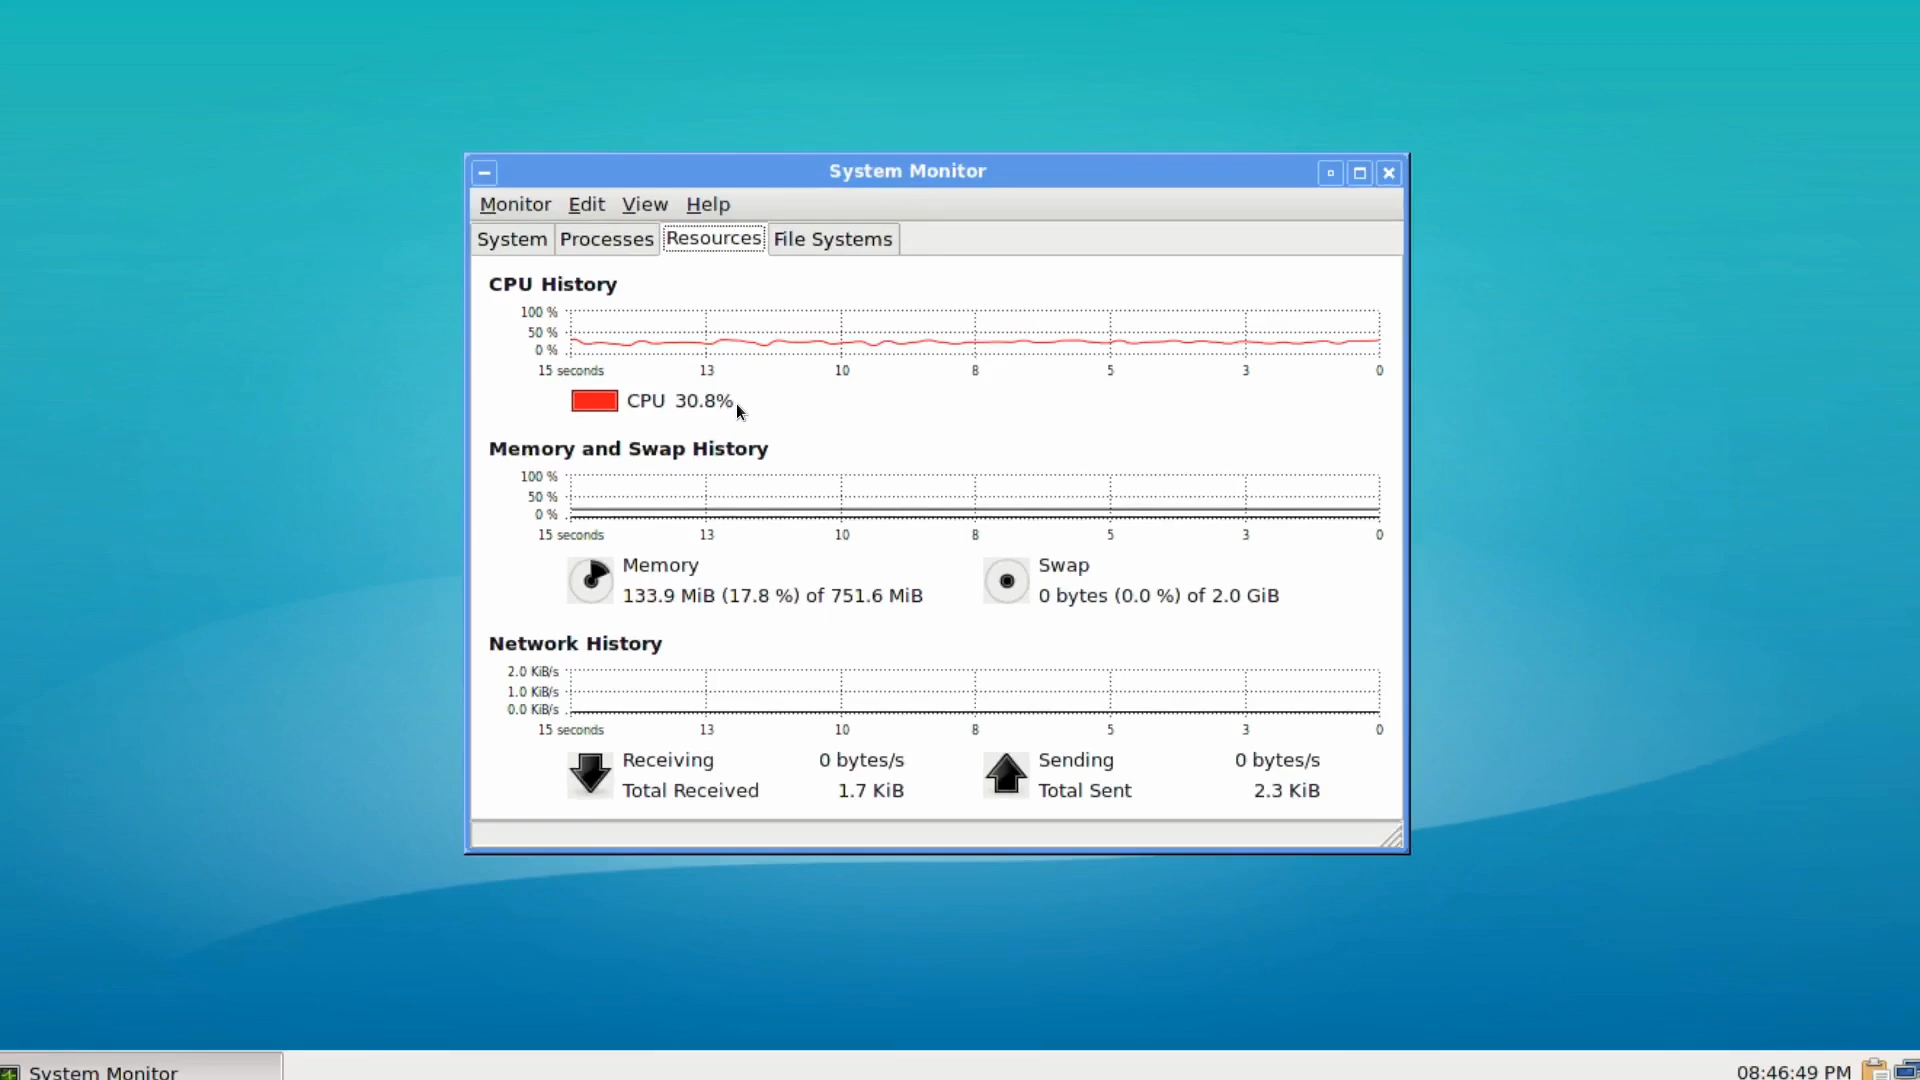 System Monitor
Monitor Edit View Help
System Processes Resources File Systems
CPU History
100 %
50 %
0 %
15 seconds 13 10 8 5 3 0
CPU 30.8%
Memory and Swap History
100 %
50 %
0 %
15 seconds 13 10 8 5 3 0
Memory Swap
133.9 MiB (17.8 %) of 751.6 MiB 0 bytes (0.0 %) of 2.0 GiB
Network History
2.0 KiB/s
1.0 KiB/s
0.0 KiB/s
15 seconds 13 10 8 5 3 0
Receiving 0 bytes/s Sending 0 bytes/s
Total Received 1.7 KiB Total Sent 2.3 KiB
System Monitor 08:46:49 PM